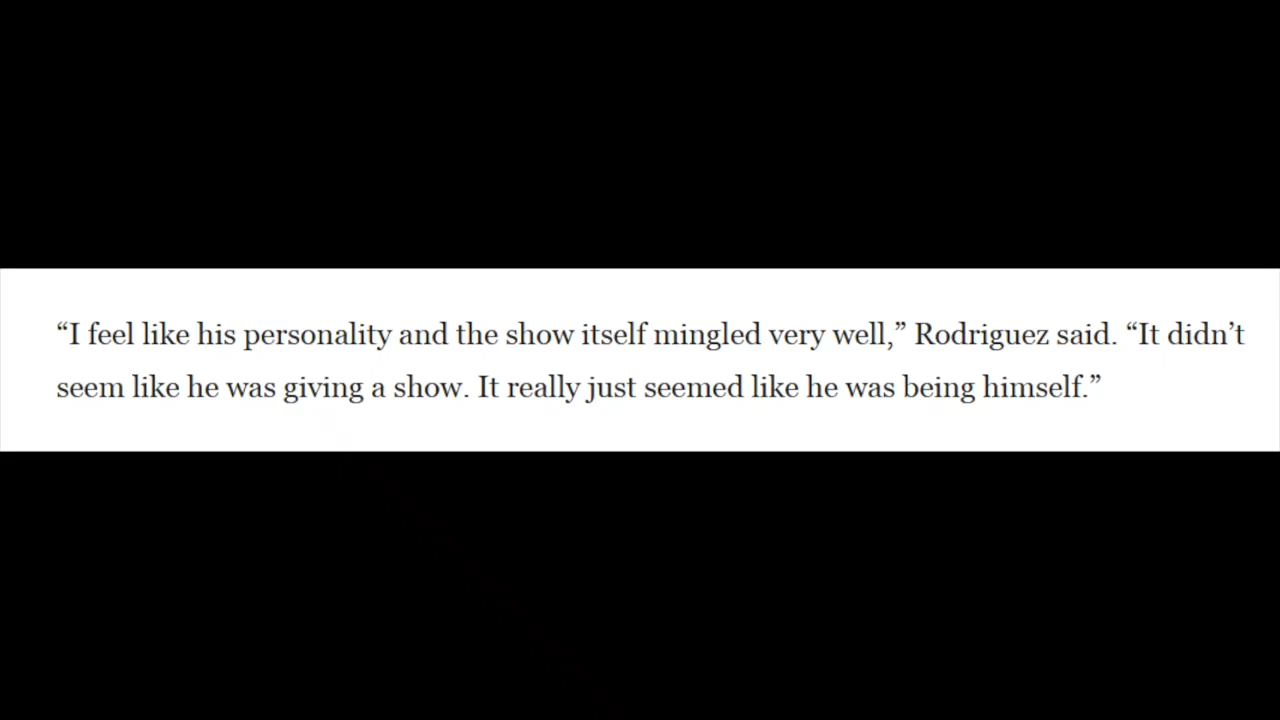 “I feel like his personality and the show itself mingled very well,” Rodriguez said. “It didn’t
seem like he was giving a show. It really just seemed like he was being himself.”